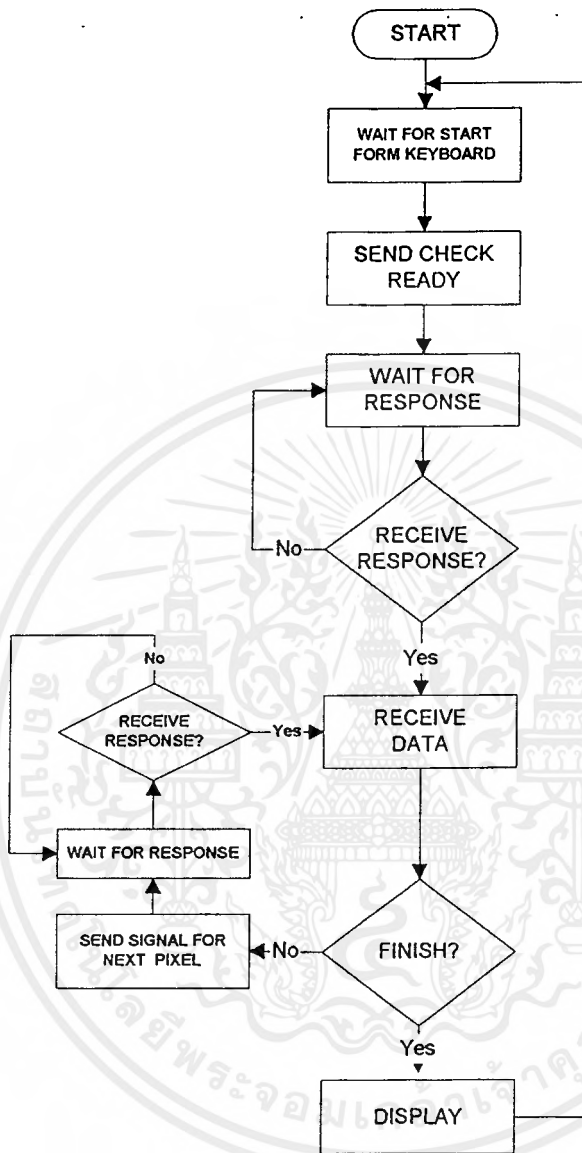 START
WAIT FOR START
FORM KEYBOARD
SEND CHECK
READY
WAIT FOR
RESPONSE
RECEIVE
RESPONSE?
No
Yes
RECEIVE
DATA
No
RECEIVE
RESPONSE?
Yes
WAIT FOR RESPONSE
SEND SIGNAL FOR
NEXT PIXEL
No
FINISH?
Yes
DISPLAY